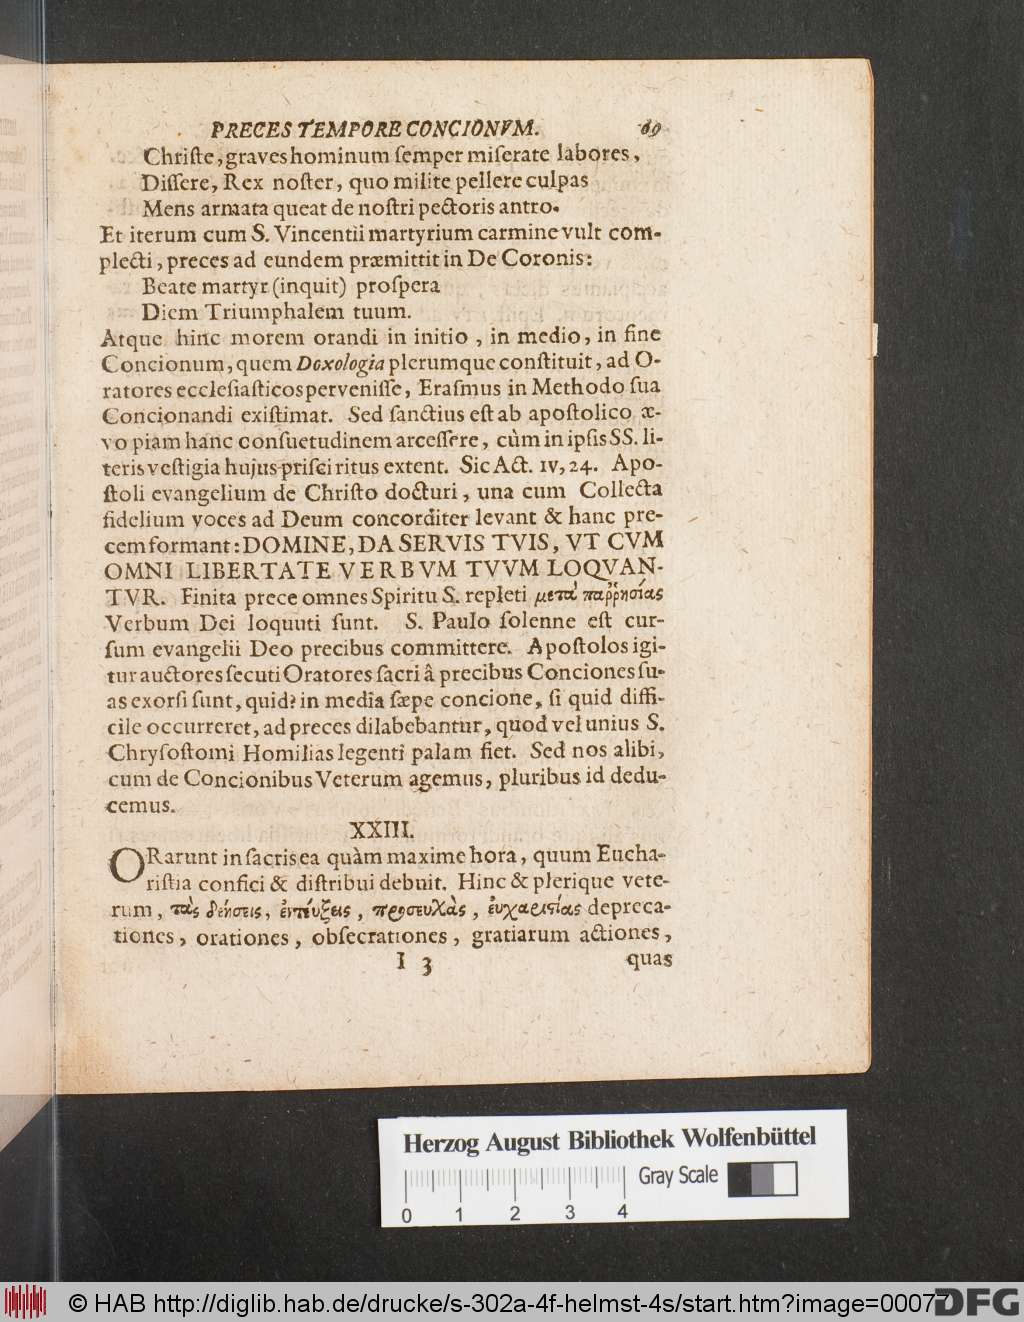 PRECES TEMPORE CONCIONVM. 69
Chriſte, graves hominum ſemper miſerate labores,
Diſſere, Rex noſter, quo milite pellere culpas
Mens armata queat de noſtri pectoris antro.
Et iterum cum S. Vincentii martyrium carmine vult com-
plecti, preces ad eundem præmittit in De Coronis:
Beate martyr (inquit) proſpera
Diem Triumphalem tuum.
Atque hinc morem orandi in initio, in medio, in fine
Concionum, quem Doxologia plerumque conſtituit, ad O-
ratores eccleſiaſticos perveniſſe, Eraſmus in Methodo ſua
Concionandi exiſtimat. Sed ſanctius eſt ab apoſtolico æ-
vo piam hanc conſuetudinem arceſſere, cùm in ipſis SS. li-
teris veſtigia hujus priſci ritus extent. Sic Act. IV, 24. Apo-
ſtoli evangelium de Chriſto docturi, una cum Collecta
fidelium voces ad Deum concorditer levant & hanc pre-
cem formant: DOMINE, DA SERVIS TVIS, VT CVM
OMNI LIBERTATE VERBVM TVVM LOQVAN-
TVR. Finita prece omnes Spiritu S. repleti μετὰ παῤῥησίας
Verbum Dei loquuti ſunt. S. Paulo ſolenne eſt cur-
ſum evangelii Deo precibus committere. Apoſtolos igi-
tur auctores ſecuti Oratores ſacri â precibus Conciones ſu-
as exorſi ſunt, quid? in media ſæpe concione, ſi quid diffi-
cile occurreret, ad preces dilabebantur, quod vel unius S.
Chryſoſtomi Homilias legenti palam fiet. Sed nos alibi,
cum de Concionibus Veterum agemus, pluribus id dedu-
cemus.
XXIII.
ORarunt in ſacris ea quàm maxime hora, quum Eucha-
riſtia confici & diſtribui debuit. Hinc & plerique vete-
rum, τὰς δεήσεις, ἐντεύξεις, προσευχὰς, ἐυχαριστίας depreca-
tiones, orationes, obſecrationes, gratiarum actiones,
I 3 quas
Herzog August Bibliothek Wolfenbüttel
Gray Scale
0 1 2 3 4
© HAB http://diglib.hab.de/drucke/s-302a-4f-helmst-4s/start.htm?image=00077
DFG